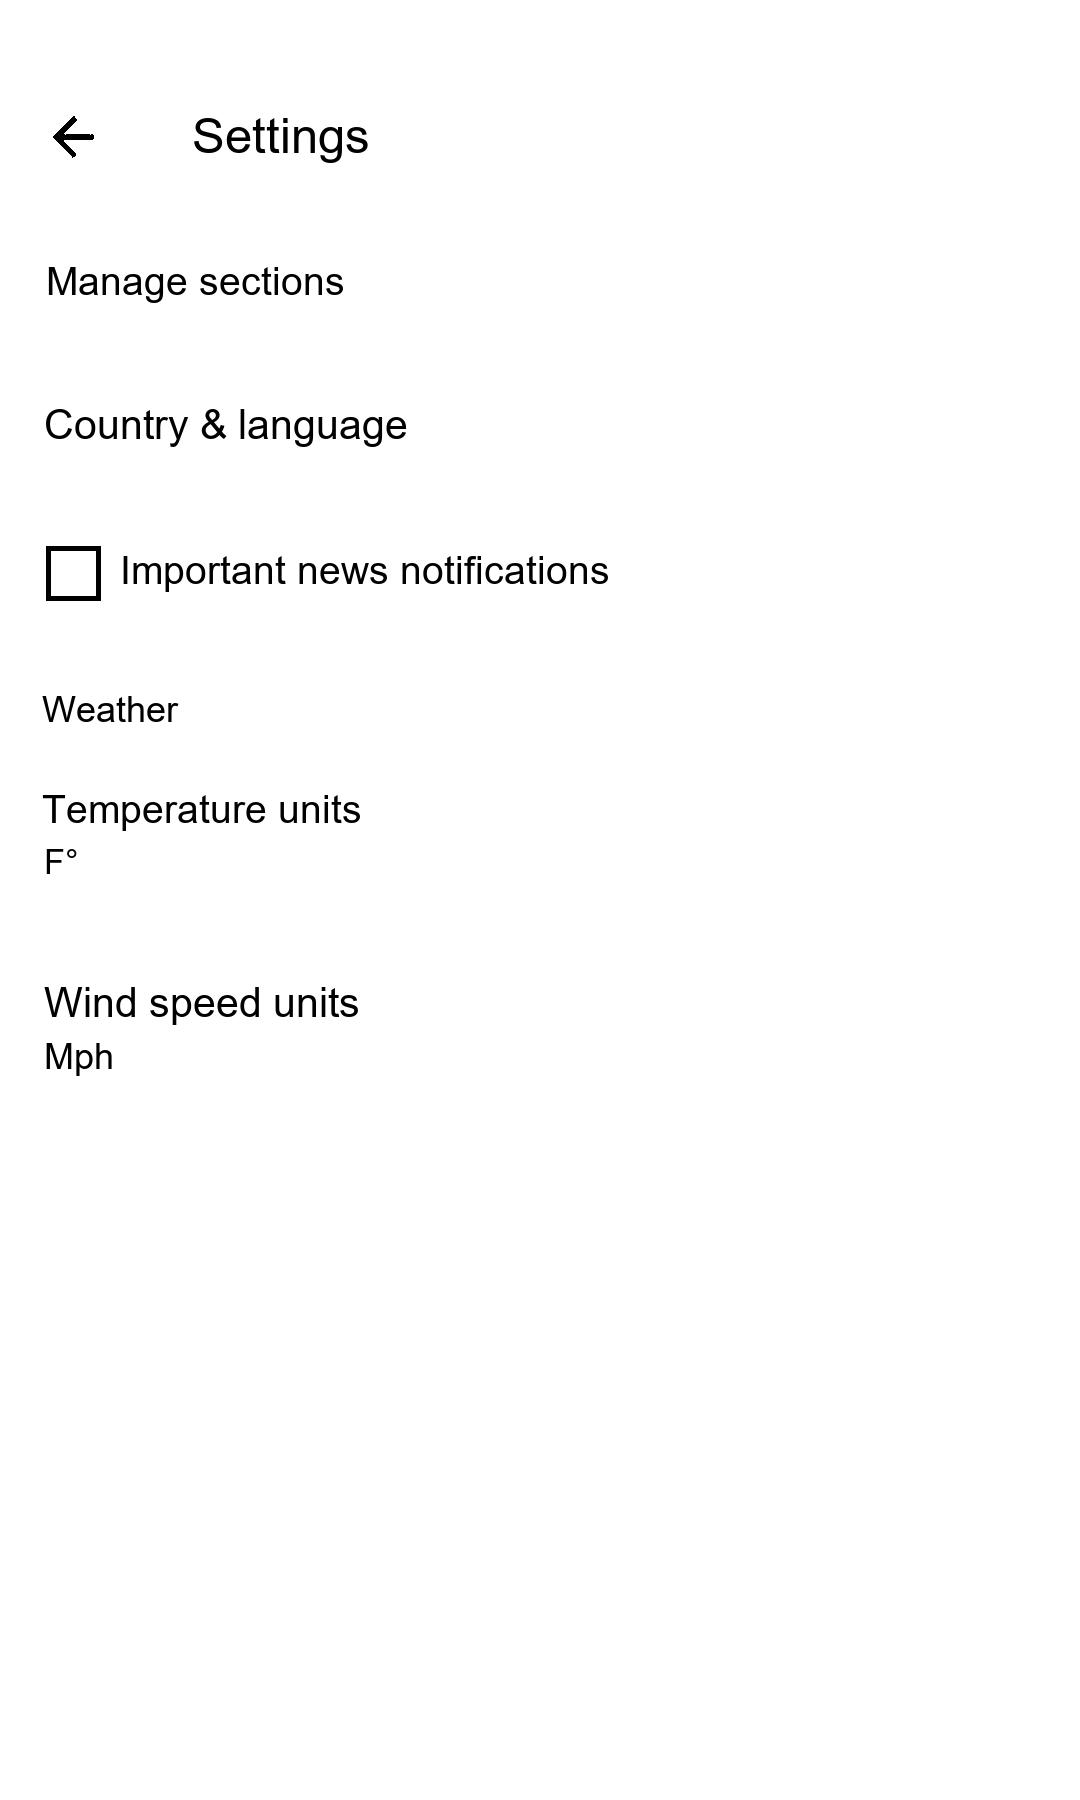 Settings
Manage sections
Country & language
Important news notifications
Weather
Temperature units
F°
Wind speed units
Mph